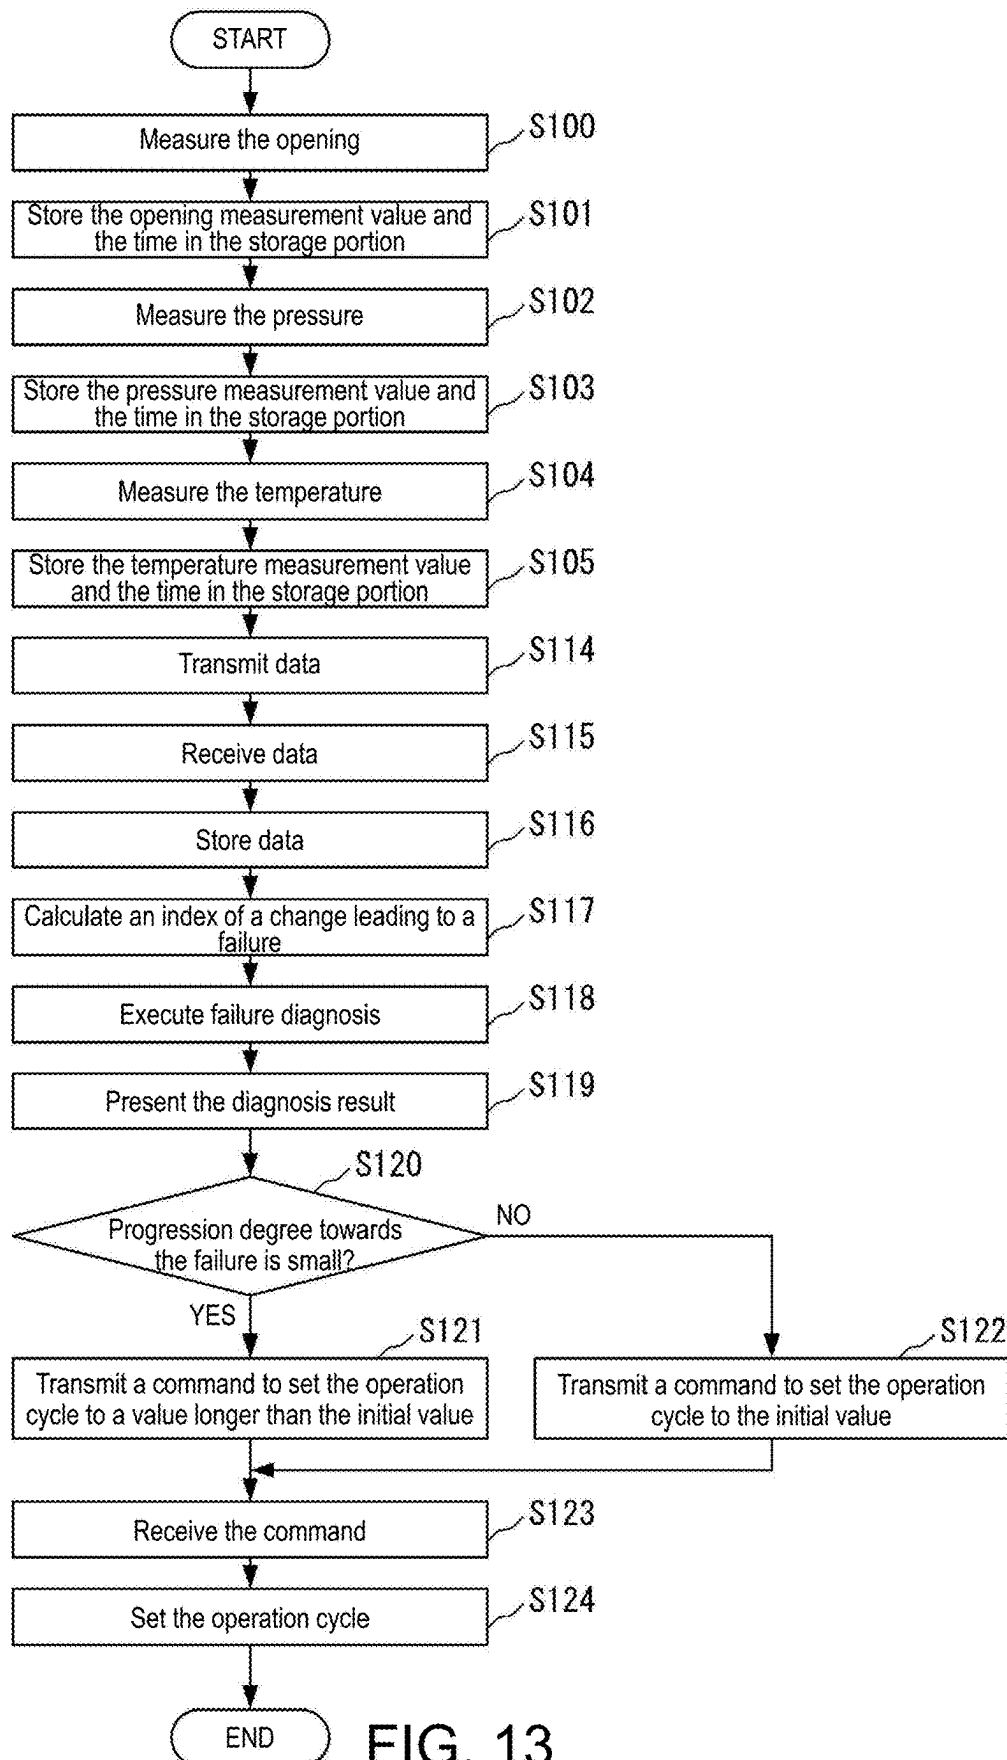 START
Measure the opening
S100
Store the opening measurement value and
the time in the storage portion
S101
Measure the pressure
S102
Store the pressure measurement value and
the time in the storage portion
S103
Measure the temperature
S104
Store the temperature measurement value
and the time in the storage portion
S105
Transmit data
S114
Receive data
S115
Store data
S116
Calculate an index of a change leading to a
failure
S117
Execute failure diagnosis
S118
Present the diagnosis result
S119
S120
Progression degree towards
the failure is small?
NO
YES
S121
Transmit a command to set the operation
cycle to a value longer than the initial value
S122
Transmit a command to set the operation
cycle to the initial value
Receive the command
S123
Set the operation cycle
S124
END
FIG. 13